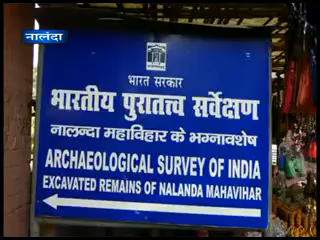 नालंदा
भारत सरकार
भारतीय पुरातत्त्व सर्वेक्षण
नालन्दा महाविहार के भग्नावशेष
ARCHAEOLOGICAL SURVEY OF INDIA
EXCAVATED REMAINS OF NALANDA MAHAVIHAR